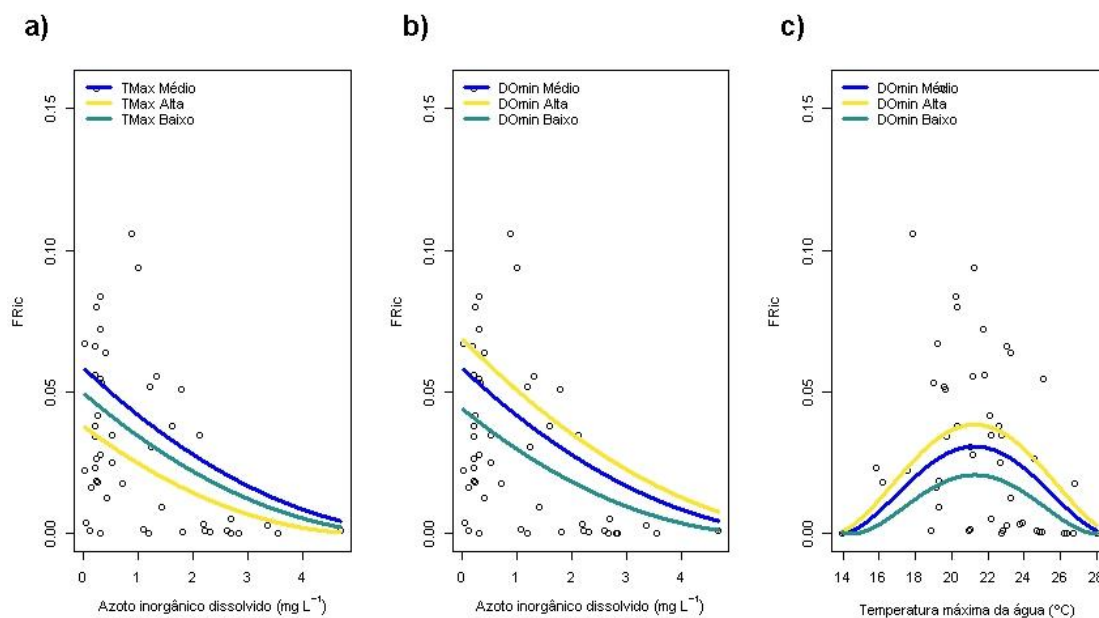 a)
TMax Médio
TMax Alta
TMax Baixo
0.15
0.10
0.05
0.00
FRic
0 1 2 3 4
Azoto inorgânico dissolvido (mg L⁻¹)
b)
DOmin Médio
DOmin Alta
DOmin Baixo
0.15
0.10
0.05
0.00
FRic
0 1 2 3 4
Azoto inorgânico dissolvido (mg L⁻¹)
c)
DOmin Médio
DOmin Alta
DOmin Baixo
0.15
0.10
0.05
0.00
FRic
14 16 18 20 22 24 26 28
Temperatura máxima da água (ºC)